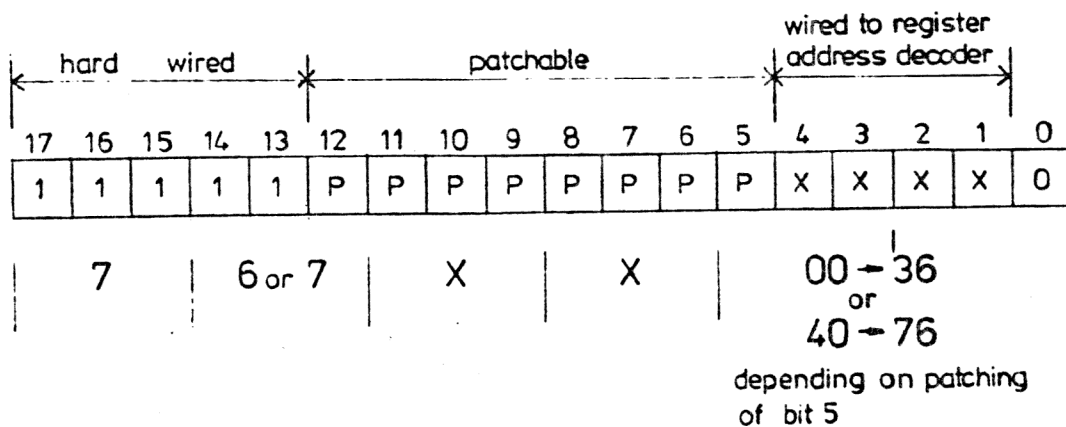 wired to register
hard wired patchable address decoder
17 16 15 14 13 12 11 10 9 8 7 6 5 4 3 2 1 0
1 1 1 1 1 P P P P P P P P X X X X 0
7 6 or 7 X X 00 → 36
or
40 → 76
depending on patching
of bit 5